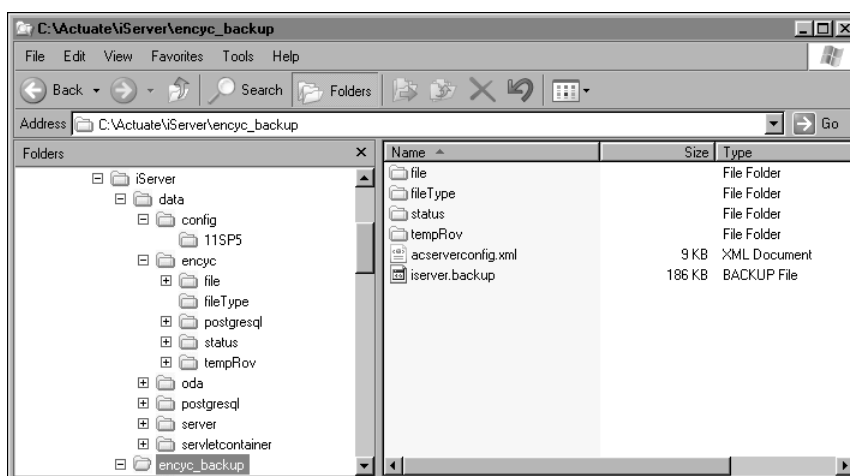 C:\Actuate\iServer\encyc_backup
File Edit View Favorites Tools Help
Back Search Folders
Address C:\Actuate\iServer\encyc_backup Go
Folders x Name Size Type
iServer
data
config
11SP5
encyc
file
fileType
postgresql
status
tempRov
oda
postgresql
server
servletcontainer
encyc_backup
file File Folder
fileType File Folder
status File Folder
tempRov File Folder
acserverconfig.xml 9 KB XML Document
iserver.backup 186 KB BACKUP File